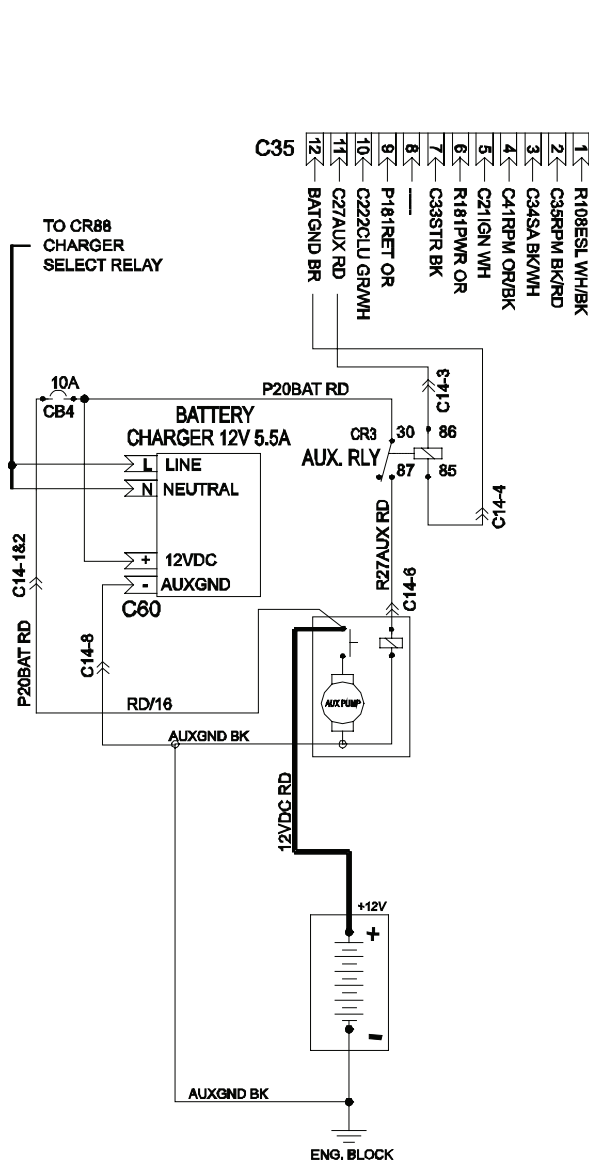 C35
12
11
10
9
8
7
6
5
4
3
2
1
BATGND BR
C27AUX RD
C222CLU GR/WH
P181RET OR
C33STR BK
R181PWR OR
C21IGN WH
C41RPM OR/BK
C34SA BK/WH
C35RPM BK/RD
R108ESL WH/BK
TO CR88
CHARGER
SELECT RELAY
C14-3
10A
CB4
P20BAT RD
BATTERY
CHARGER 12V 5.5A
CR3
AUX. RLY
30
86
87
85
L LINE
N NEUTRAL
+ 12VDC
- AUXGND
C60
C14-4
R27AUX RD
C14-6
C14-1&2
P20BAT RD
C14-8
RD/16
AUX PUMP
AUXGND BK
12VDC RD
+12V
+
-
AUXGND BK
ENG, BLOCK